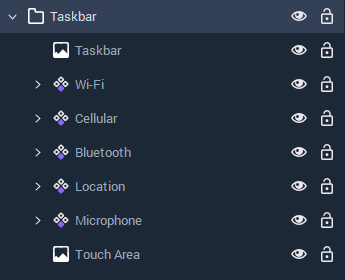 Taskbar
Taskbar
Wi-Fi
Cellular
Bluetooth
Location
Microphone
Touch Area